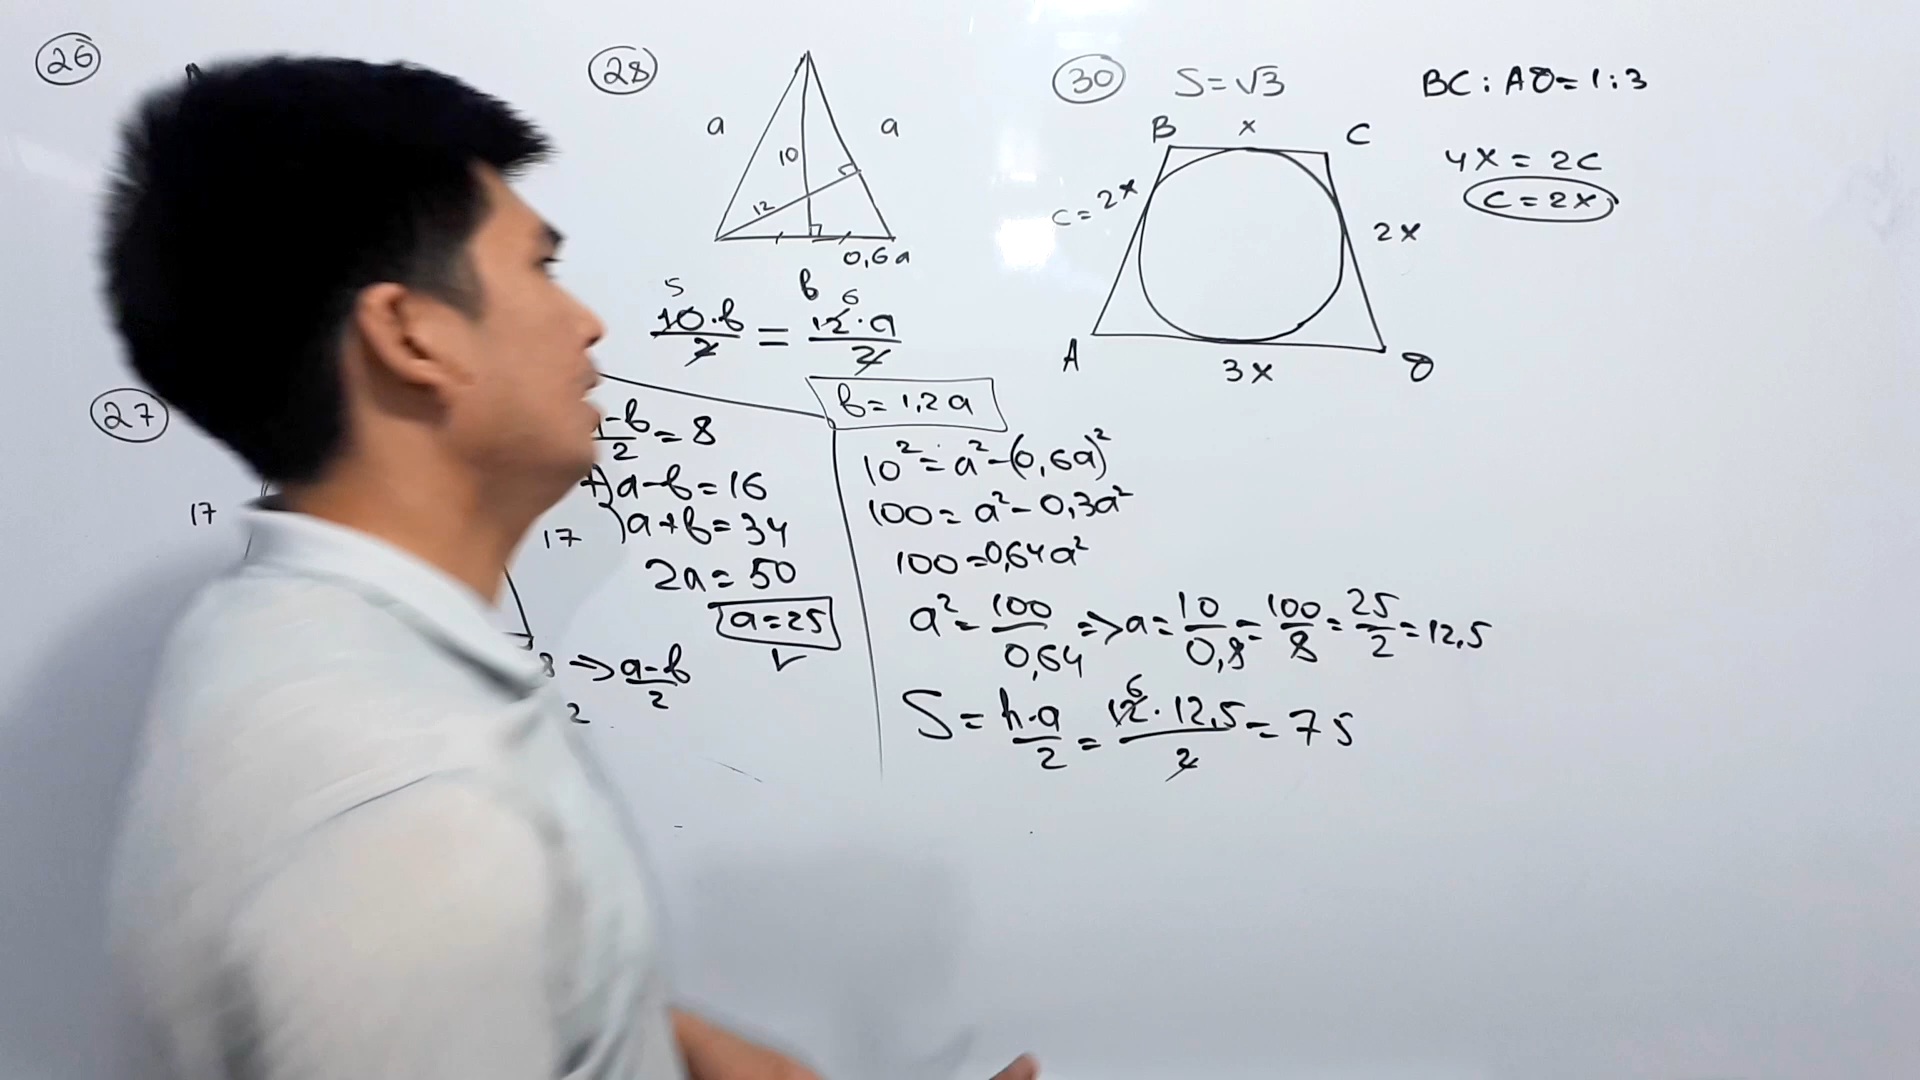 26
28
a
a
10
12
0,6a
b
5 6
10·b/2 = 12·a/2
b = 1,2a
10² = a² - (0,6a)²
100 = a² - 0,3a²
100 = 0,64a²
a² = 100/0,64 => a = 10/0,8 = 100/8 = 25/2 = 12,5
6
S = h·a/2 = 12·12,5/2 = 75
27
17
-b/2 = 8
+) a-b = 16
a+b = 34
17
2a = 50
a = 25
8 => a-b/2
2
30
S = √3
BC : AD = 1 : 3
B x C
4x = 2c
c = 2x
c = 2x
2x
A D
3x